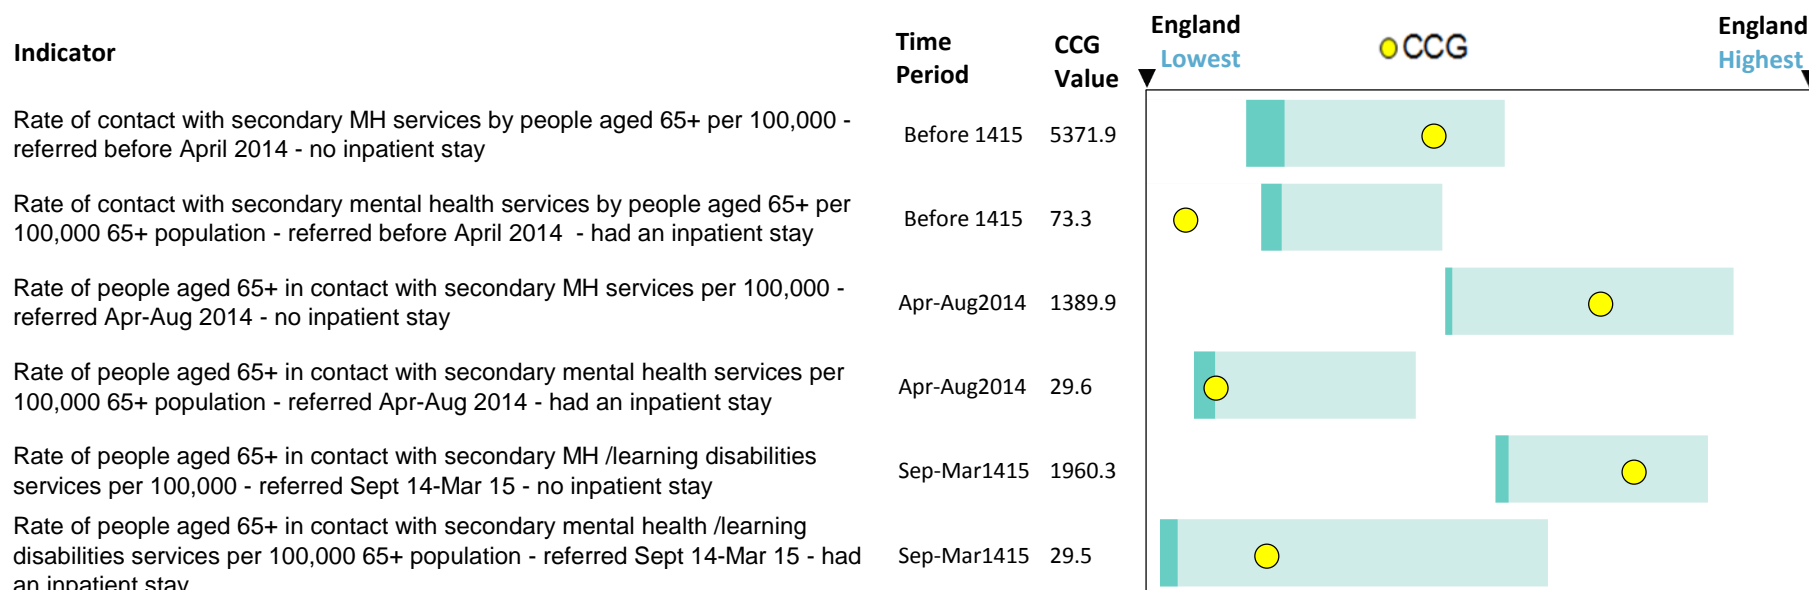 Indicator
Time Period
CCG Value
England Lowest
CCG
England Highest
Rate of contact with secondary MH services by people aged 65+ per 100,000 -
referred before April 2014 - no inpatient stay
Before 1415 5371.9
Rate of contact with secondary mental health services by people aged 65+ per
100,000 65+ population - referred before April 2014 - had an inpatient stay
Before 1415 73.3
Rate of people aged 65+ in contact with secondary MH services per 100,000 -
referred Apr-Aug 2014 - no inpatient stay
Apr-Aug2014 1389.9
Rate of people aged 65+ in contact with secondary mental health services per
100,000 65+ population - referred Apr-Aug 2014 - had an inpatient stay
Apr-Aug2014 29.6
Rate of people aged 65+ in contact with secondary MH /learning disabilities
services per 100,000 - referred Sept 14-Mar 15 - no inpatient stay
Sep-Mar1415 1960.3
Rate of people aged 65+ in contact with secondary mental health /learning
disabilities services per 100,000 65+ population - referred Sept 14-Mar 15 - had
an inpatient stay
Sep-Mar1415 29.5